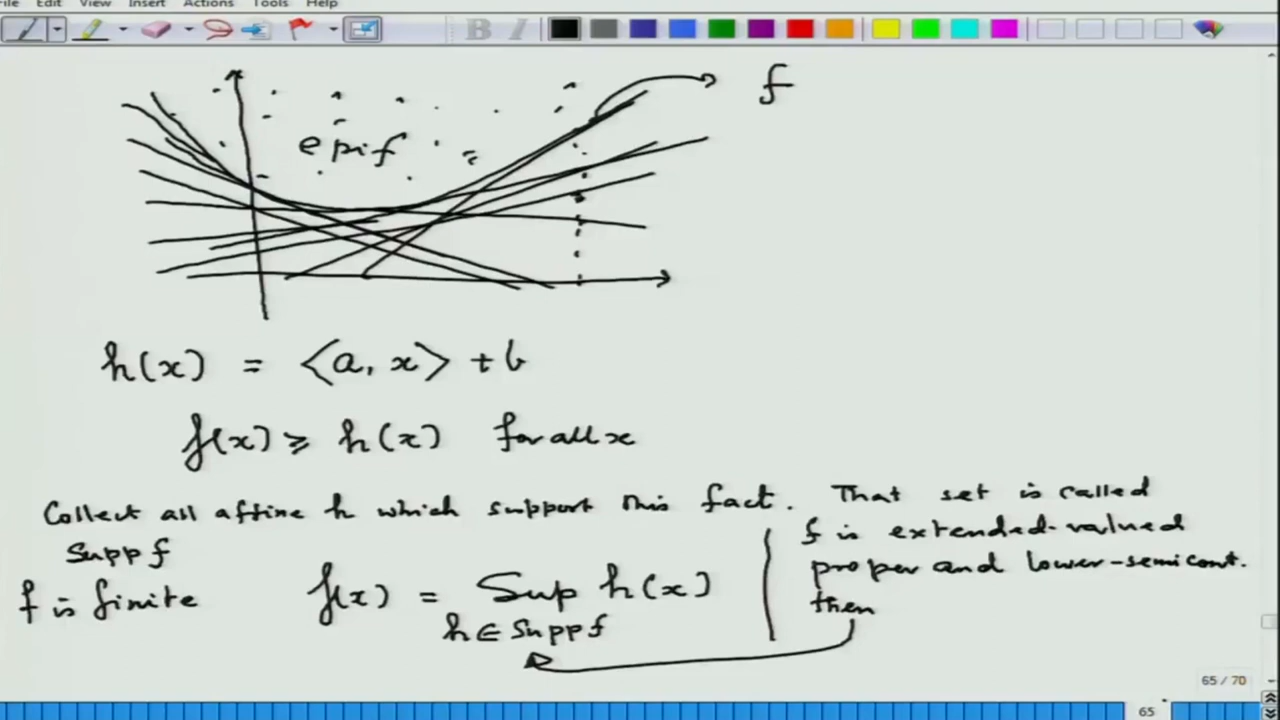 File Edit View Insert Actions Tools Help
B I
f
epif
h(x) = <a, x> + b
f(x) ≥ h(x) for all x
Collect all affine h which support this fact. That set is called
Supp f
f is finite
f(x) = Sup h(x)
h ∈ Supp f
f is extended-valued
proper and lower-semicont.
then
65 / 70
65